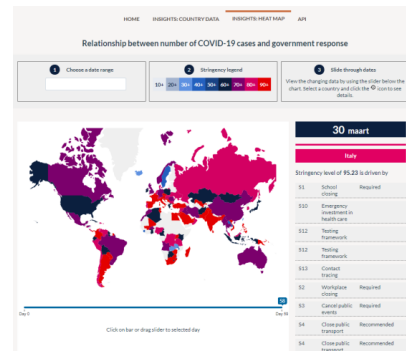 HOME
INSIGHTS: COUNTRY DATA
INSIGHTS: HEAT MAP
API
Relationship between number of COVID-19 cases and government response
1 Choose a date range
2 Stringency legend
10+ 20+ 30+ 40+ 50+ 60+ 70+ 80+ 90+
3 Slide through dates
View the changing data by using the slider below the
chart. Select a country and click the icon to see
details.
30 maart
Italy
Stringency level of 95.23 is driven by
S1 School closing Required
S10 Emergency investment in health care
S12 Testing framework
S12 Testing framework
S13 Contact tracing
S2 Workplace closing Required
S3 Cancel public events Required
S4 Close public transport Recommended
S4 Close public transport Recommended
Day 0
Click on bar or drag slider to selected day